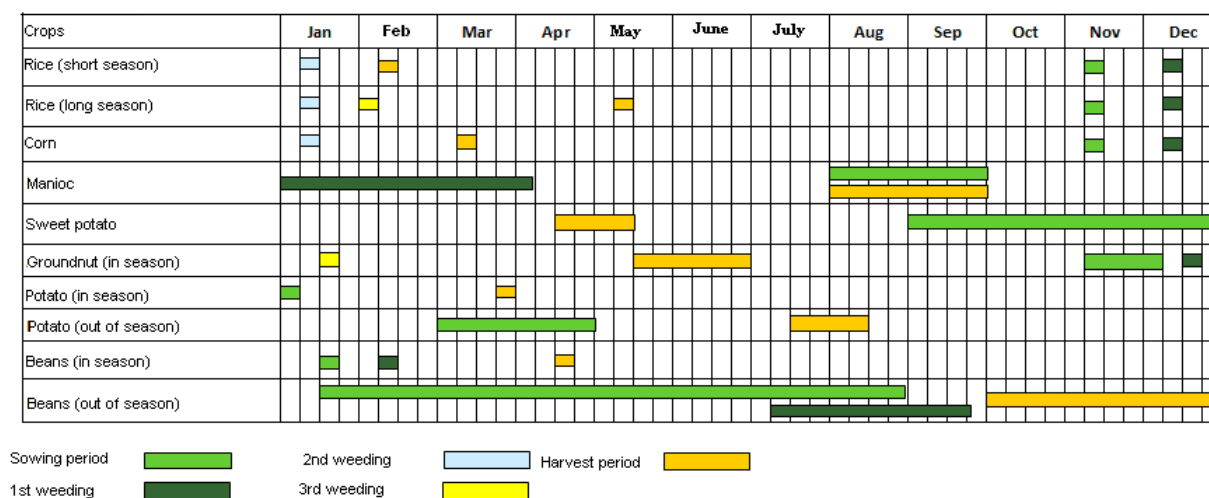 Crops Jan Feb Mar Apr May June July Aug Sep Oct Nov Dec
Rice (short season)
Rice (long season)
Corn
Manioc
Sweet potato
Groundnut (in season)
Potato (in season)
Potato (out of season)
Beans (in season)
Beans (out of season)
Sowing period 2nd weeding Harvest period
1st weeding 3rd weeding